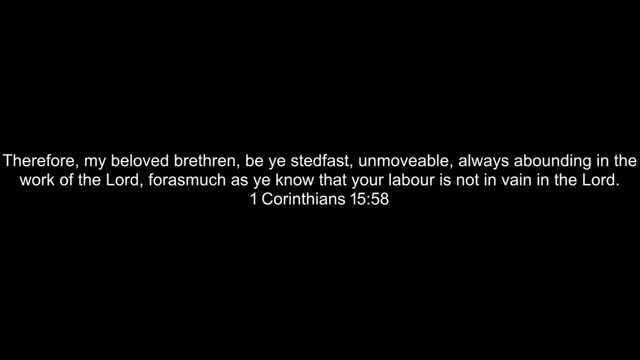 Therefore, my beloved brethren, be ye stedfast, unmoveable, always abounding in the
work of the Lord, forasmuch as ye know that your labour is not in vain in the Lord.
1 Corinthians 15:58